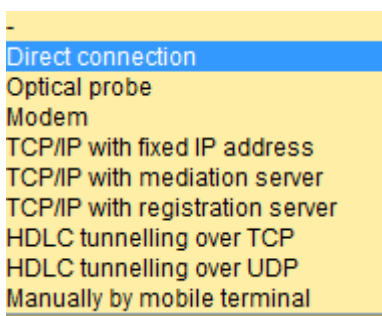 -
Direct connection
Optical probe
Modem
TCP/IP with fixed IP address
TCP/IP with mediation server
TCP/IP with registration server
HDLC tunnelling over TCP
HDLC tunnelling over UDP
Manually by mobile terminal